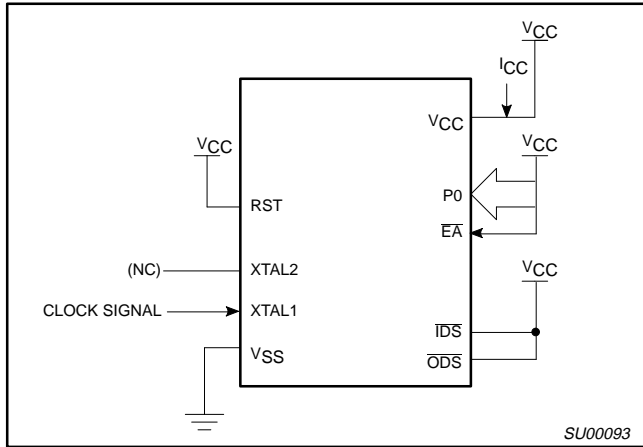 VCC
ICC
VCC
VCC
VCC
P0
RST
EA
(NC)
XTAL2
VCC
CLOCK SIGNAL
XTAL1
IDS
VSS
ODS
SU00093